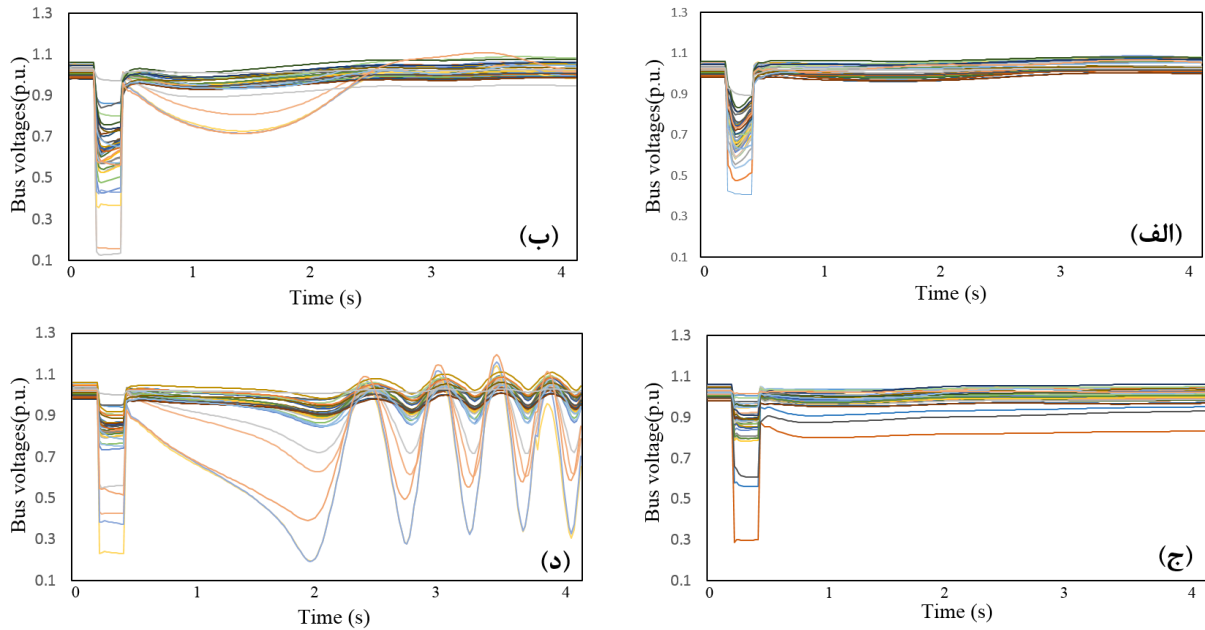 Bus voltages(p.u.)
1.3
1.1
0.9
0.7
0.5
0.3
0.1
0 1 2 3 4
Time (s)
(ب)
Bus voltages(p.u.)
1.3
1.1
0.9
0.7
0.5
0.3
0.1
0 1 2 3 4
Time (s)
(الف)
Bus voltages(p.u.)
1.3
1.1
0.9
0.7
0.5
0.3
0.1
0 1 2 3 4
Time (s)
(د)
Bus voltage(p.u)
1.3
1.1
0.9
0.7
0.5
0.3
0.1
0 1 2 3 4
Time (s)
(ج)